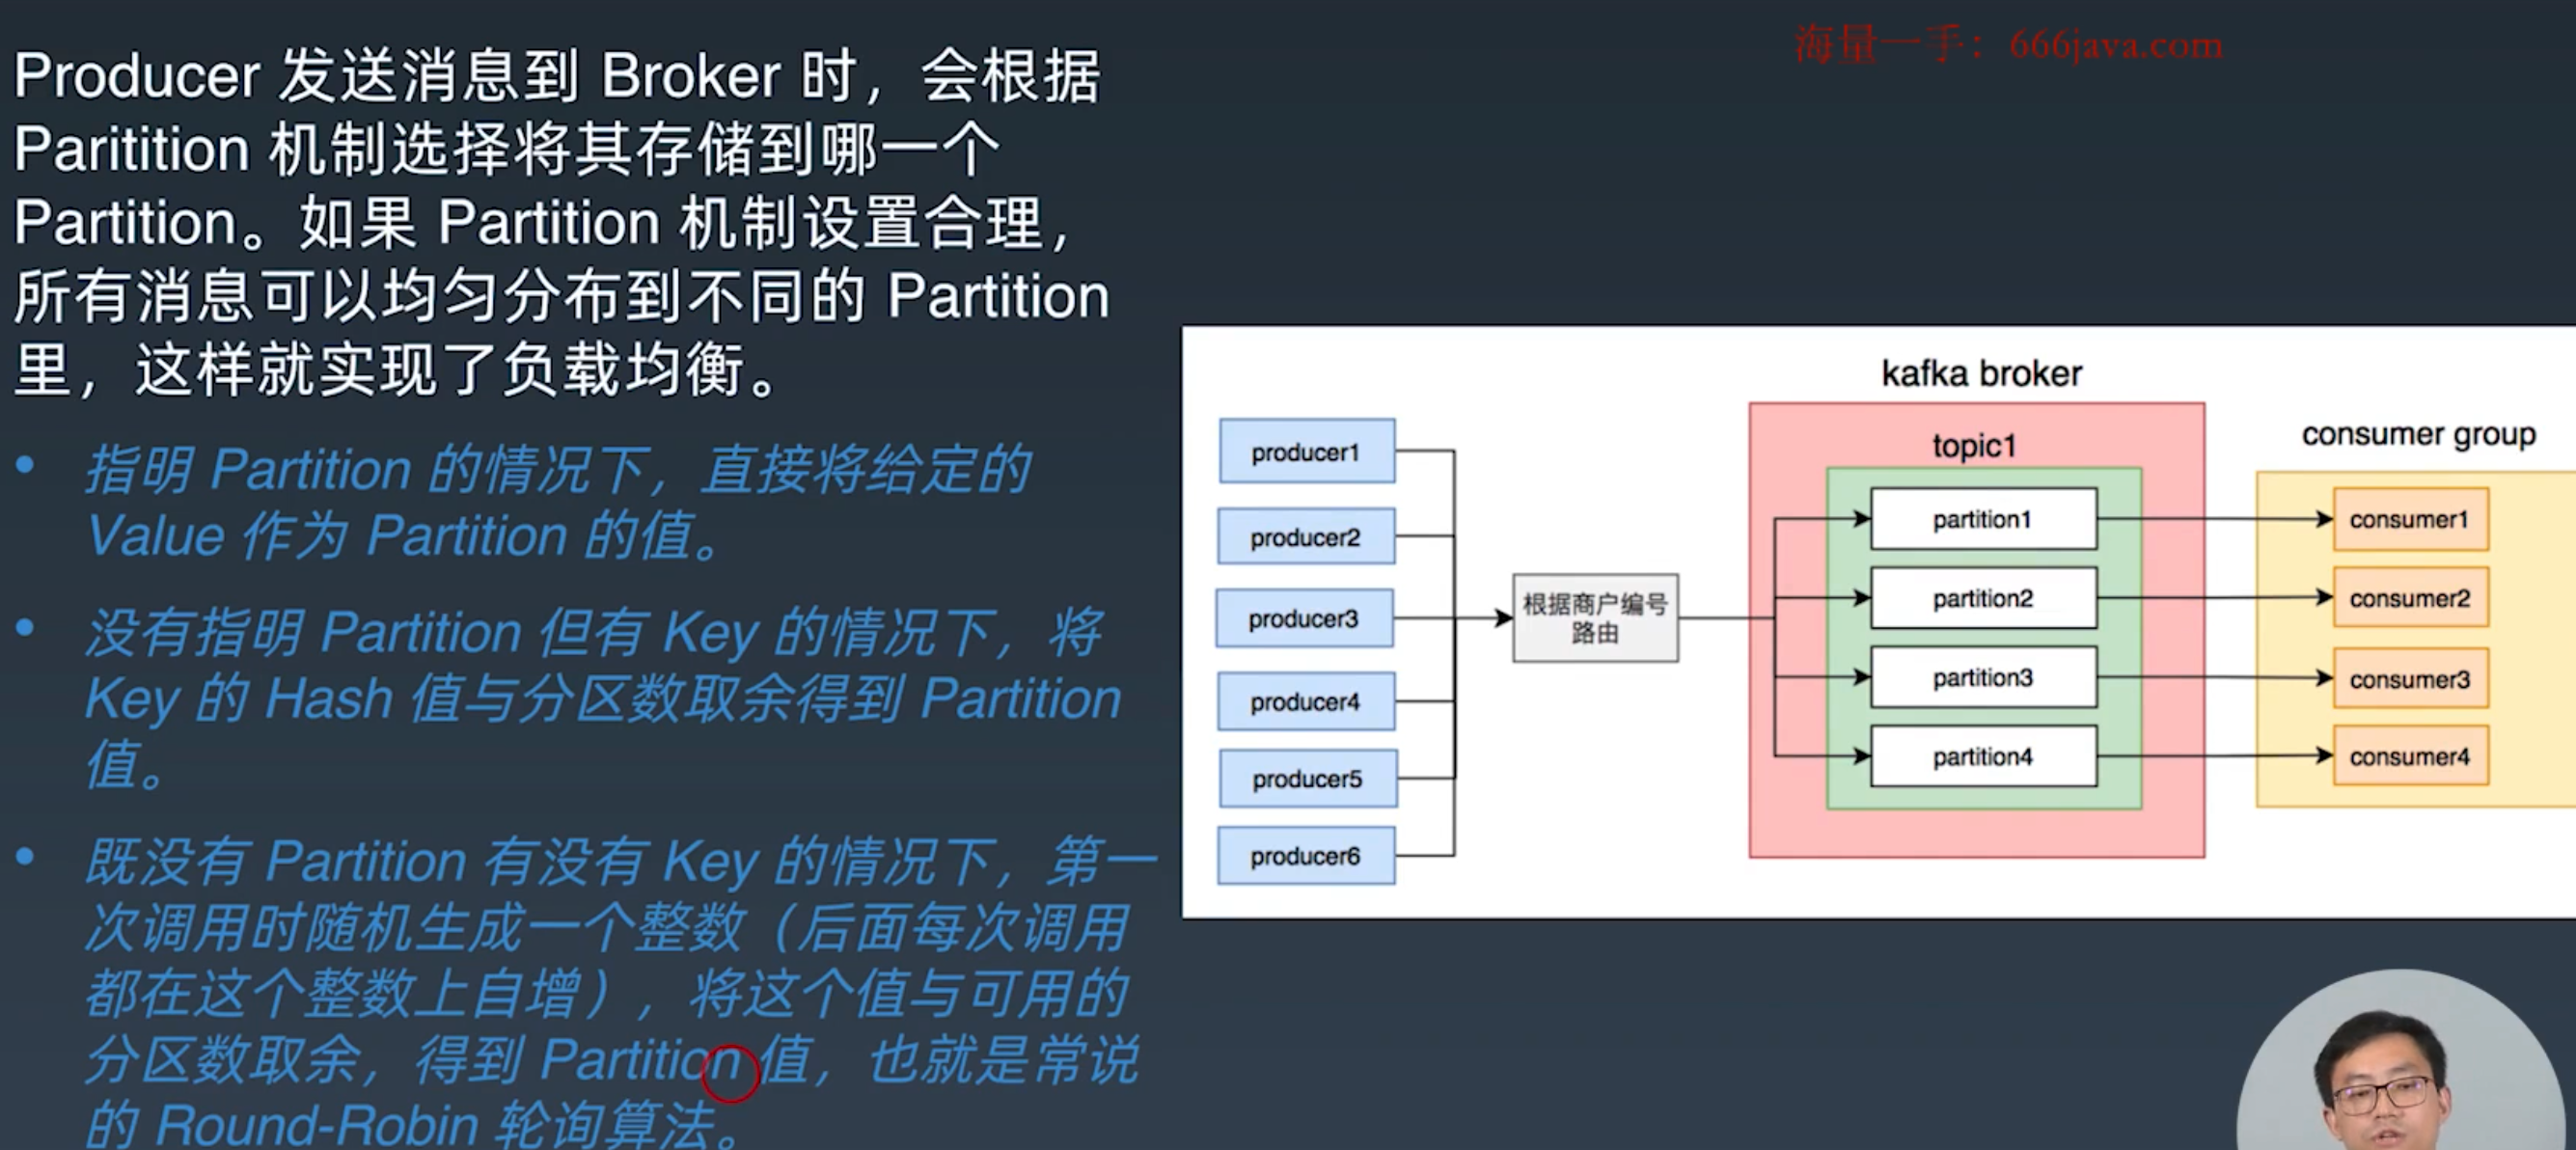 海量一手：666java.com
Producer 发送消息到 Broker 时，会根据
Paritition 机制选择将其存储到哪一个
Partition。如果 Partition 机制设置合理，
所有消息可以均匀分布到不同的 Partition
里，这样就实现了负载均衡。
• 指明 Partition 的情况下，直接将给定的
Value 作为 Partition 的值。
• 没有指明 Partition 但有 Key 的情况下，将
Key 的 Hash 值与分区数取余得到 Partition
值。
• 既没有 Partition 有没有 Key 的情况下，第一
次调用时随机生成一个整数（后面每次调用
都在这个整数上自增），将这个值与可用的
分区数取余，得到 Partition 值，也就是常说
的 Round-Robin 轮询算法。
producer1
producer2
producer3
producer4
producer5
producer6
根据商户编号
路由
kafka broker
topic1
partition1
partition2
partition3
partition4
consumer group
consumer1
consumer2
consumer3
consumer4